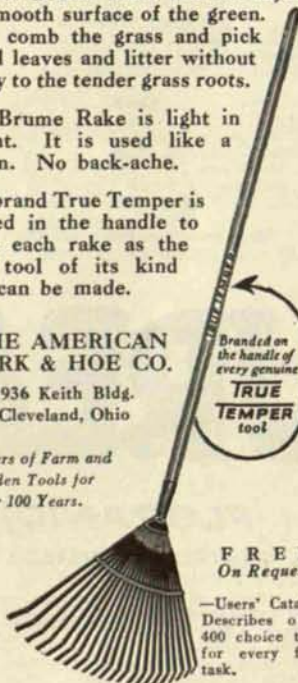 mooth surface of the green.
comb the grass and pick
leaves and litter without
y to the tender grass roots.
Brume Rake is light in
nt. It is used like a
n. No back-ache.
brand True Temper is
ed in the handle to
each rake as the
tool of its kind
can be made.
HE AMERICAN
RK & HOE CO.
936 Keith Bldg.
Cleveland, Ohio
rs of Farm and
den Tools for
100 Years.
TRUE TEMPER
Branded on
the handle of
every genuine
TRUE
TEMPER
tool
FRE
On Reque
—Users' Cata
Describes o
400 choice t
for every f
task.